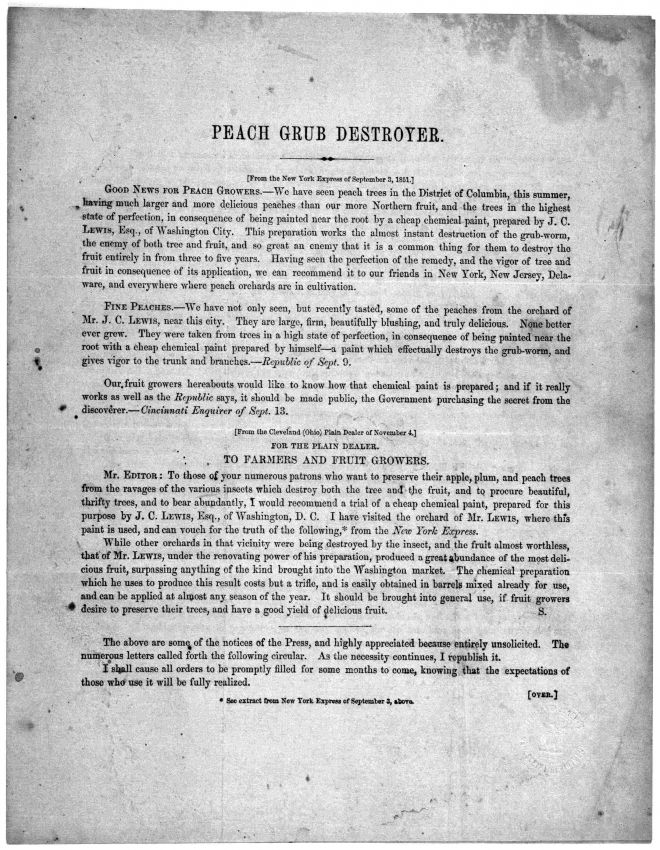 PEACH GRUB DESTROYER.
[From the New York Express of September 3, 1851.]
GOOD NEWS FOR PEACH GROWERS.—We have seen peach trees in the District of Columbia, this summer,
having much larger and more delicious peaches than our more Northern fruit, and the trees in the highest
state of perfection, in consequence of being painted near the root by a cheap chemical paint, prepared by J. C.
LEWIS, Esq., of Washington City. This preparation works the almost instant destruction of the grub-worm,
the enemy of both tree and fruit, and so great an enemy that it is a common thing for them to destroy the
fruit entirely in from three to five years. Having seen the perfection of the remedy, and the vigor of tree and
fruit in consequence of its application, we can recommend it to our friends in New York, New Jersey, Dela-
ware, and everywhere where peach orchards are in cultivation.
FINE PEACHES.—We have not only seen, but recently tasted, some of the peaches from the orchard of
Mr. J. C. LEWIS, near this city. They are large, firm, beautifully blushing, and truly delicious. None better
ever grew. They were taken from trees in a high state of perfection, in consequence of being painted near the
root with a cheap chemical paint prepared by himself—a paint which effectually destroys the grub-worm, and
gives vigor to the trunk and branches.—Republic of Sept. 9.
Our fruit growers hereabouts would like to know how that chemical paint is prepared; and if it really
works as well as the Republic says, it should be made public, the Government purchasing the secret from the
discoverer.—Cincinnati Enquirer of Sept. 13.
[From the Cleveland (Ohio) Plain Dealer of November 4.]
FOR THE PLAIN DEALER.
TO FARMERS AND FRUIT GROWERS.
MR. EDITOR: To those of your numerous patrons who want to preserve their apple, plum, and peach trees
from the ravages of the various insects which destroy both the tree and the fruit, and to procure beautiful,
thrifty trees, and to bear abundantly, I would recommend a trial of a cheap chemical paint, prepared for this
purpose by J. C. LEWIS, Esq., of Washington, D. C. I have visited the orchard of Mr. LEWIS, where this
paint is used, and can vouch for the truth of the following,* from the New York Express.
While other orchards in that vicinity were being destroyed by the insect, and the fruit almost worthless,
that of Mr. LEWIS, under the renovating power of his preparation, produced a great abundance of the most deli-
cious fruit, surpassing anything of the kind brought into the Washington market. The chemical preparation
which he uses to produce this result costs but a trifle, and is easily obtained in barrels mixed already for use,
and can be applied at almost any season of the year. It should be brought into general use, if fruit growers
desire to preserve their trees, and have a good yield of delicious fruit. S.
The above are some of the notices of the Press, and highly appreciated because entirely unsolicited. The
numerous letters called forth the following circular. As the necessity continues, I republish it.
I shall cause all orders to be promptly filled for some months to come, knowing that the expectations of
those who use it will be fully realized.
[OVER.]
* See extract from New York Express of September 3, above.